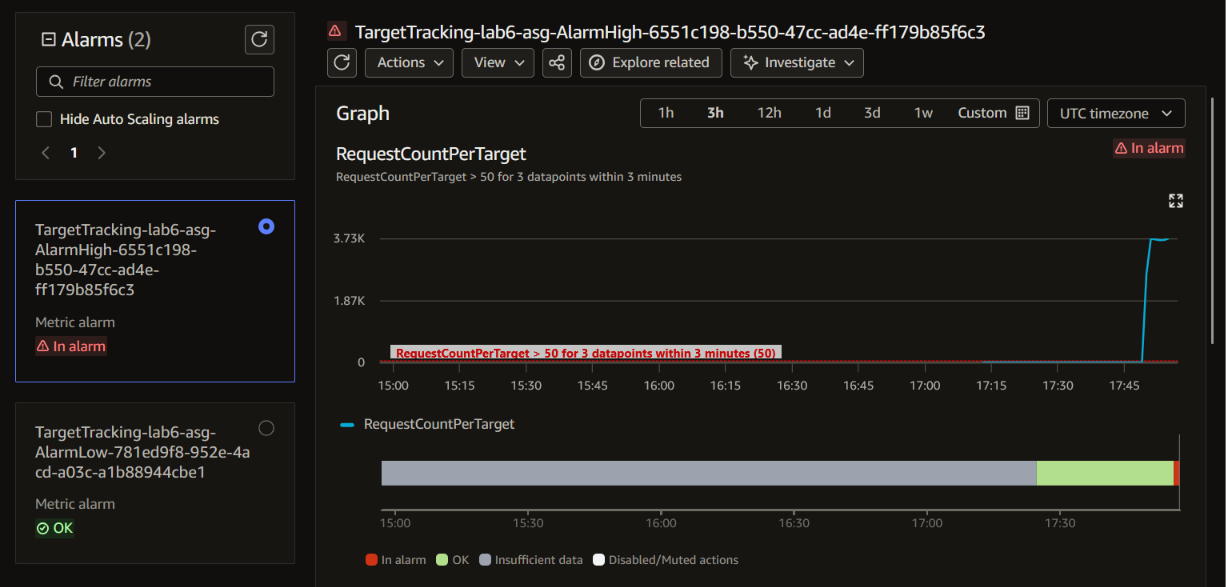 Alarms (2)
Filter alarms
Hide Auto Scaling alarms
1
TargetTracking-lab6-asg-
AlarmHigh-6551c198-
b550-47cc-ad4e-
ff179b85f6c3
Metric alarm
In alarm
TargetTracking-lab6-asg-
AlarmLow-781ed9f8-952e-4a
cd-a03c-a1b88944cbe1
Metric alarm
OK
TargetTracking-lab6-asg-AlarmHigh-6551c198-b550-47cc-ad4e-ff179b85f6c3
Actions View Explore related Investigate
Graph
1h 3h 12h 1d 3d 1w Custom UTC timezone
RequestCountPerTarget
In alarm
RequestCountPerTarget > 50 for 3 datapoints within 3 minutes
3.73K
1.87K
0
RequestCountPerTarget > 50 for 3 datapoints within 3 minutes (50)
15:00 15:15 15:30 15:45 16:00 16:15 16:30 16:45 17:00 17:15 17:30 17:45
RequestCountPerTarget
15:00 15:30 16:00 16:30 17:00 17:30
In alarm OK Insufficient data Disabled/Muted actions